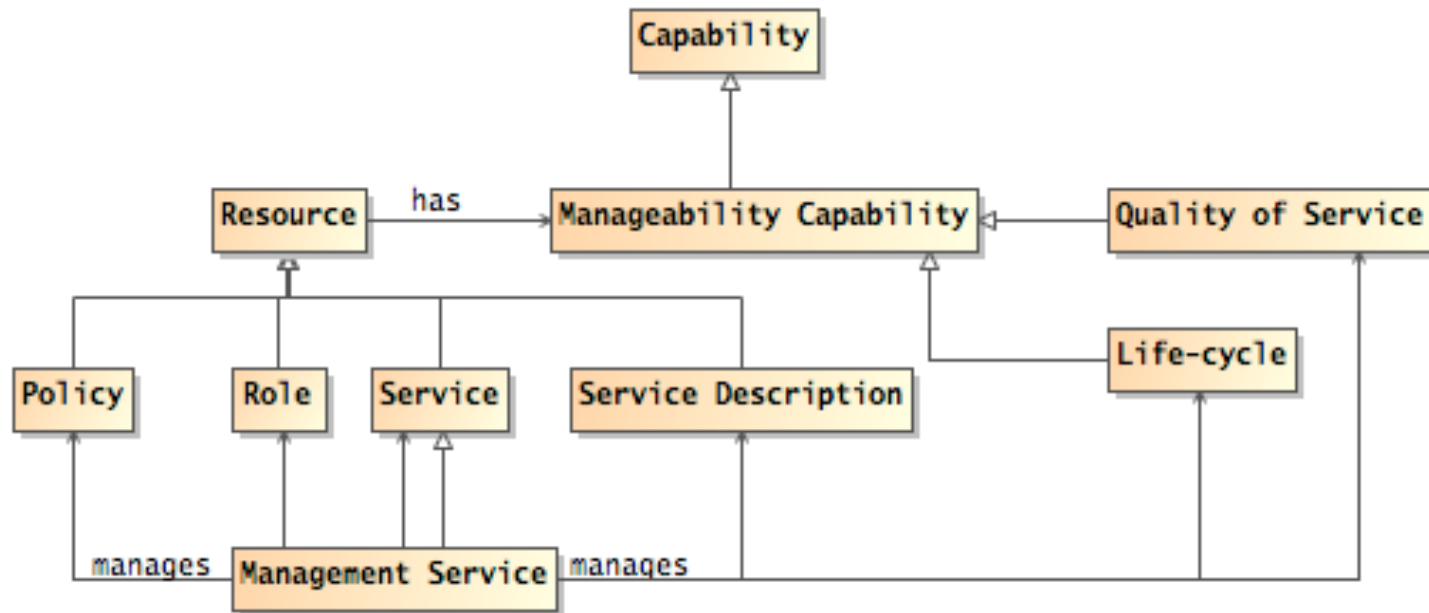 Capability
has
Resource
Manageability Capability
Quality of Service
Life-cycle
Policy
Role
Service
Service Description
manages
Management Service
manages